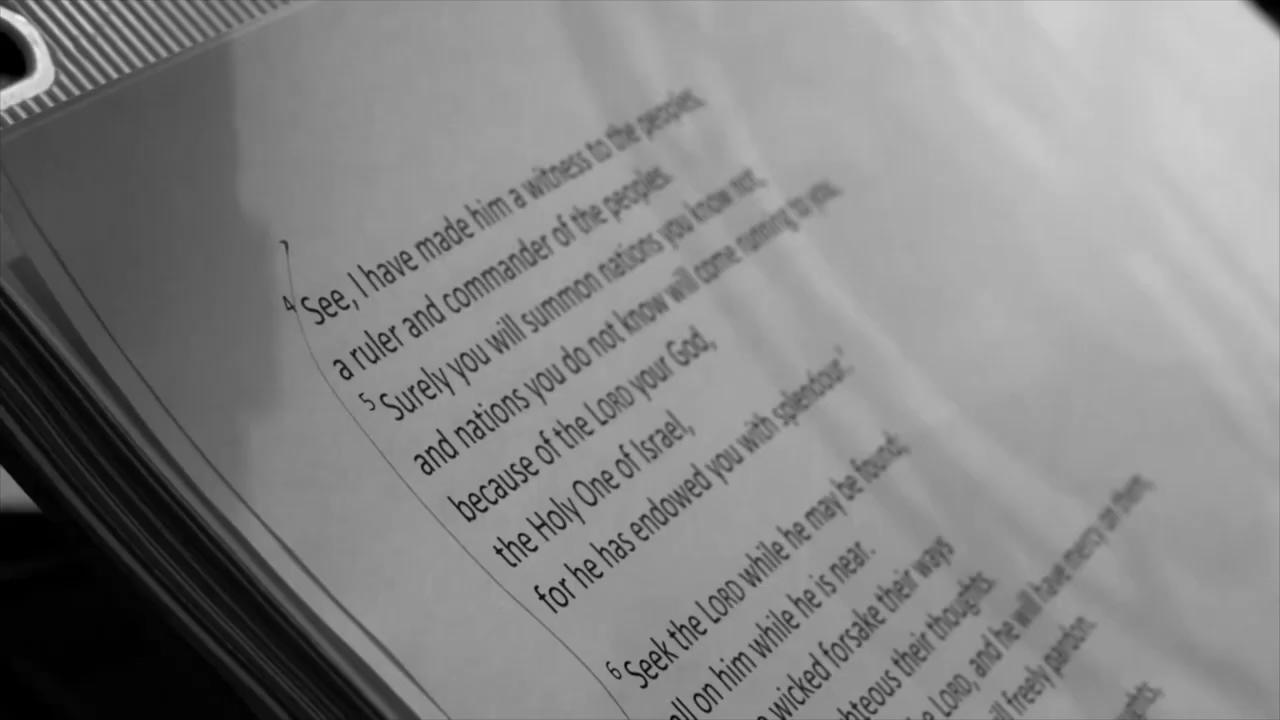 4 See, I have made him a witness to the peoples,
a ruler and commander of the peoples.
5 Surely you will summon nations you know not,
and nations you do not know will come running to you,
because of the LORD your God,
the Holy One of Israel,
for he has endowed you with splendour.'
6 Seek the LORD while he may be found;
on him while he is near.
wicked forsake their ways
their thoughts.
LORD, and he will have mercy on them,
freely pardon.